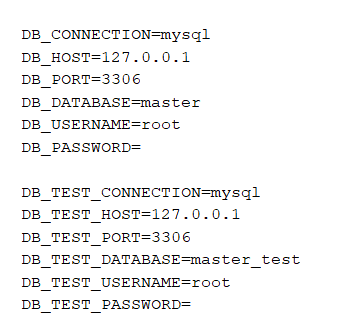 DB_CONNECTION=mysql
DB_HOST=127.0.0.1
DB_PORT=3306
DB_DATABASE=master
DB_USERNAME=root
DB_PASSWORD=

DB_TEST_CONNECTION=mysql
DB_TEST_HOST=127.0.0.1
DB_TEST_PORT=3306
DB_TEST_DATABASE=master_test
DB_TEST_USERNAME=root
DB_TEST_PASSWORD=